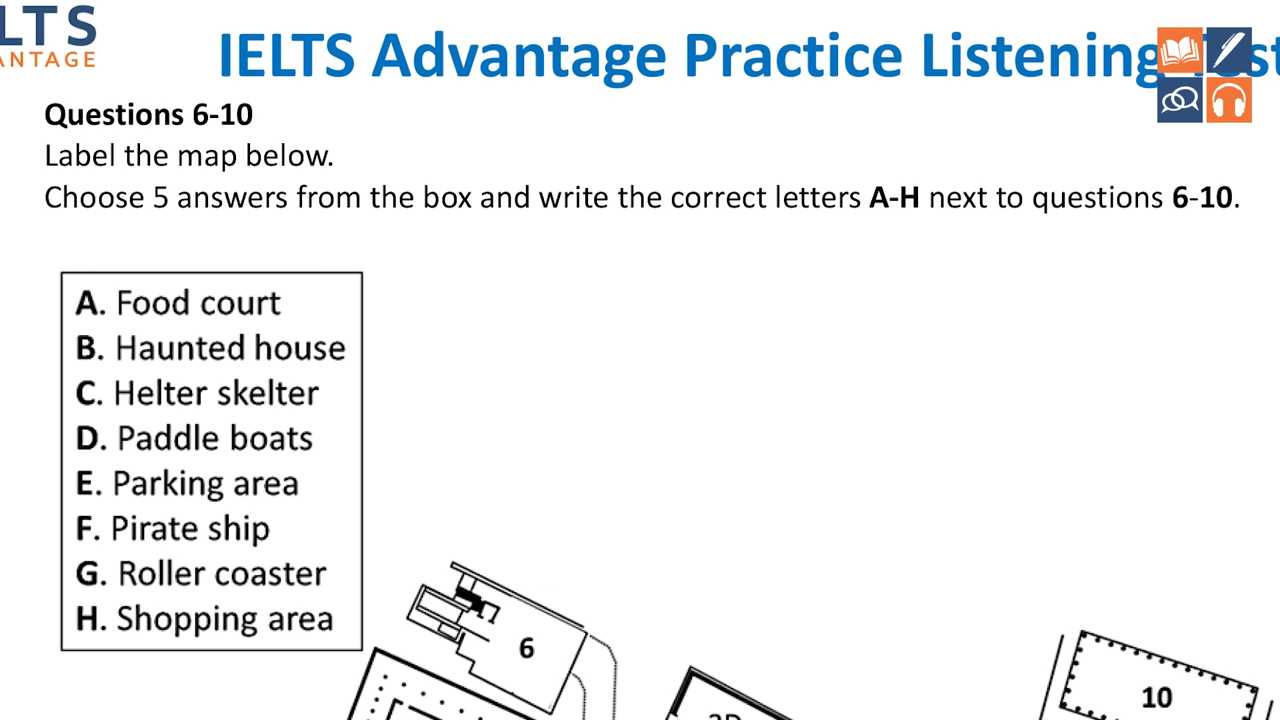 LTS
ANTAGE
IELTS Advantage Practice Listening
Questions 6-10
Label the map below.
Choose 5 answers from the box and write the correct letters A-H next to questions 6-10.
A. Food court
B. Haunted house
C. Helter skelter
D. Paddle boats
E. Parking area
F. Pirate ship
G. Roller coaster
H. Shopping area
6
10